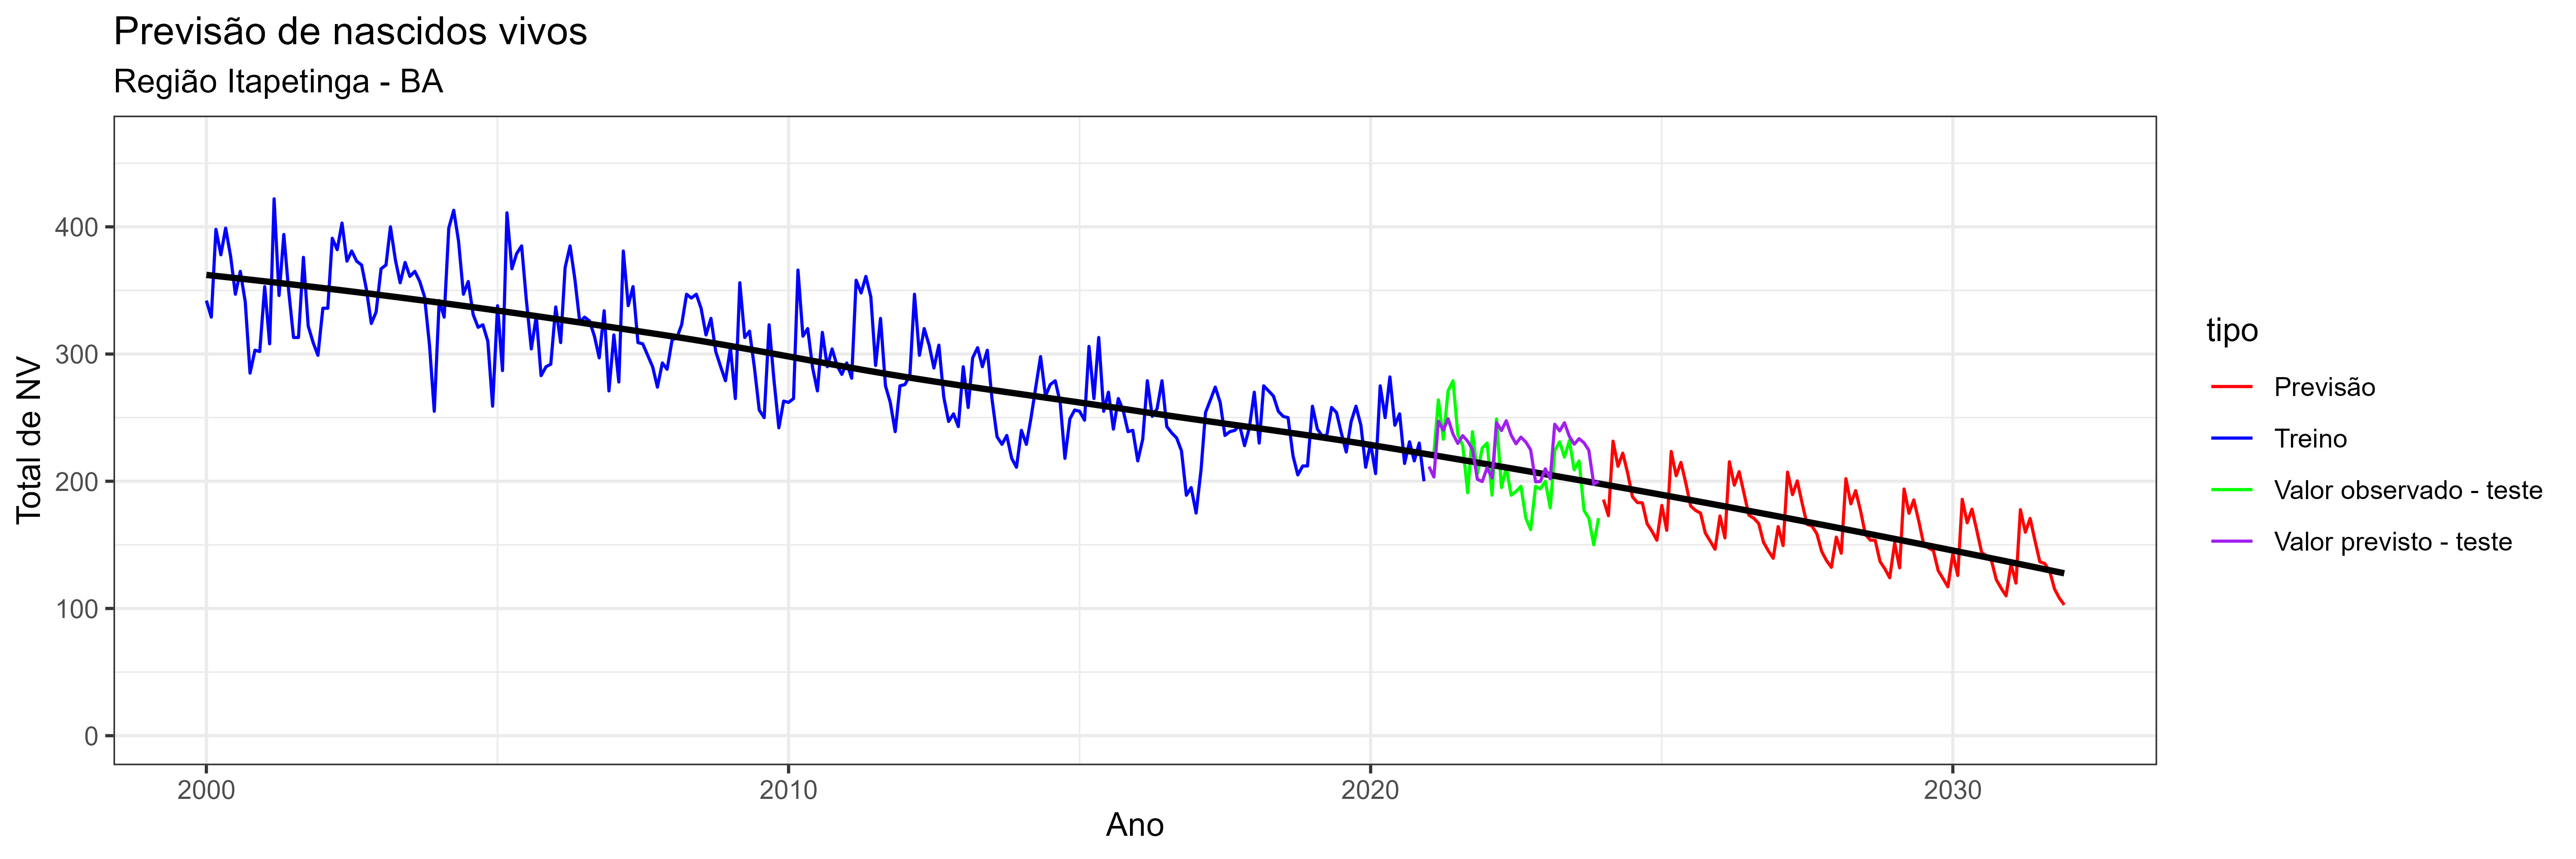 Previsão de nascidos vivos
Região Itapetinga - BA
Total de NV
400
300
200
100
0
2000
2010
2020
2030
Ano
tipo
Previsão
Treino
Valor observado - teste
Valor previsto - teste